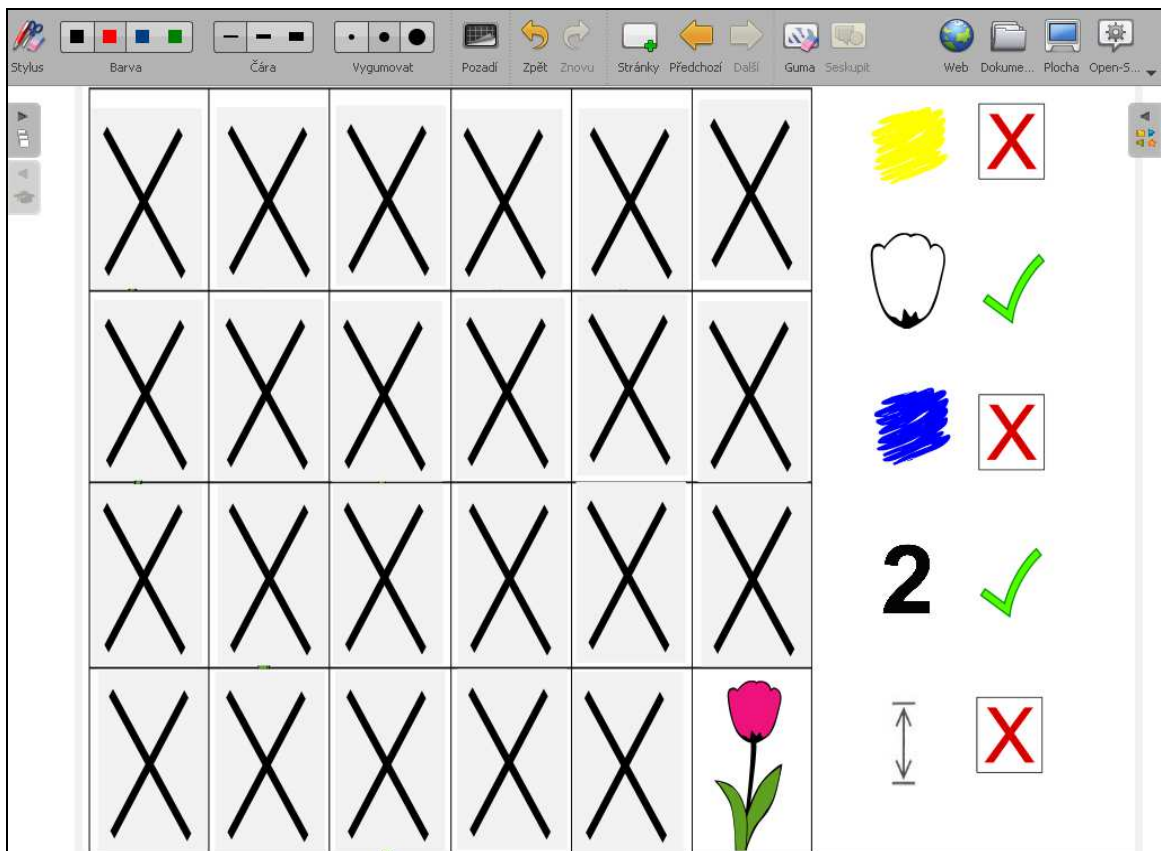 Stylus Barva Čára Vygumovat Pozadí Zpět Znovu Stránky Předchozí Další Guma Seskupit Web Dokume... Plocha Open-S...
X
X
2
X